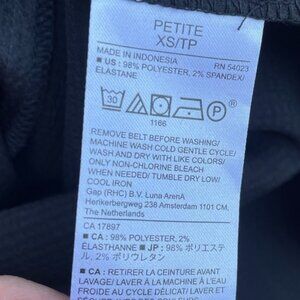 PETITE
XS/TP
MADE IN INDONESIA RN 54023
■ US : 98% POLYESTER, 2% SPANDEX/
ELASTANE
30 P
1166
REMOVE BELT BEFORE WASHING/
MACHINE WASH COLD GENTLE CYCLE/
WASH AND DRY WITH LIKE COLORS/
ONLY NON-CHLORINE BLEACH
WHEN NEEDED/ TUMBLE DRY LOW/
COOL IRON
Gap (RHC) B.V. Luna ArenA
Herikerbergweg 238 Amsterdam 1101 CM,
The Netherlands
CA 17897
■ CA : 98% POLYESTER, 2%
ÉLASTHANNE ■ JP : 98% ポリエステ
ル, 2% ポリウレタン
■ CA : RETIRER LA CEINTURE AVANT
LAVAGE/ LAVER À LA MACHINE EAU
FROIDE CYCLE DÉLICAT/ LAVER ET